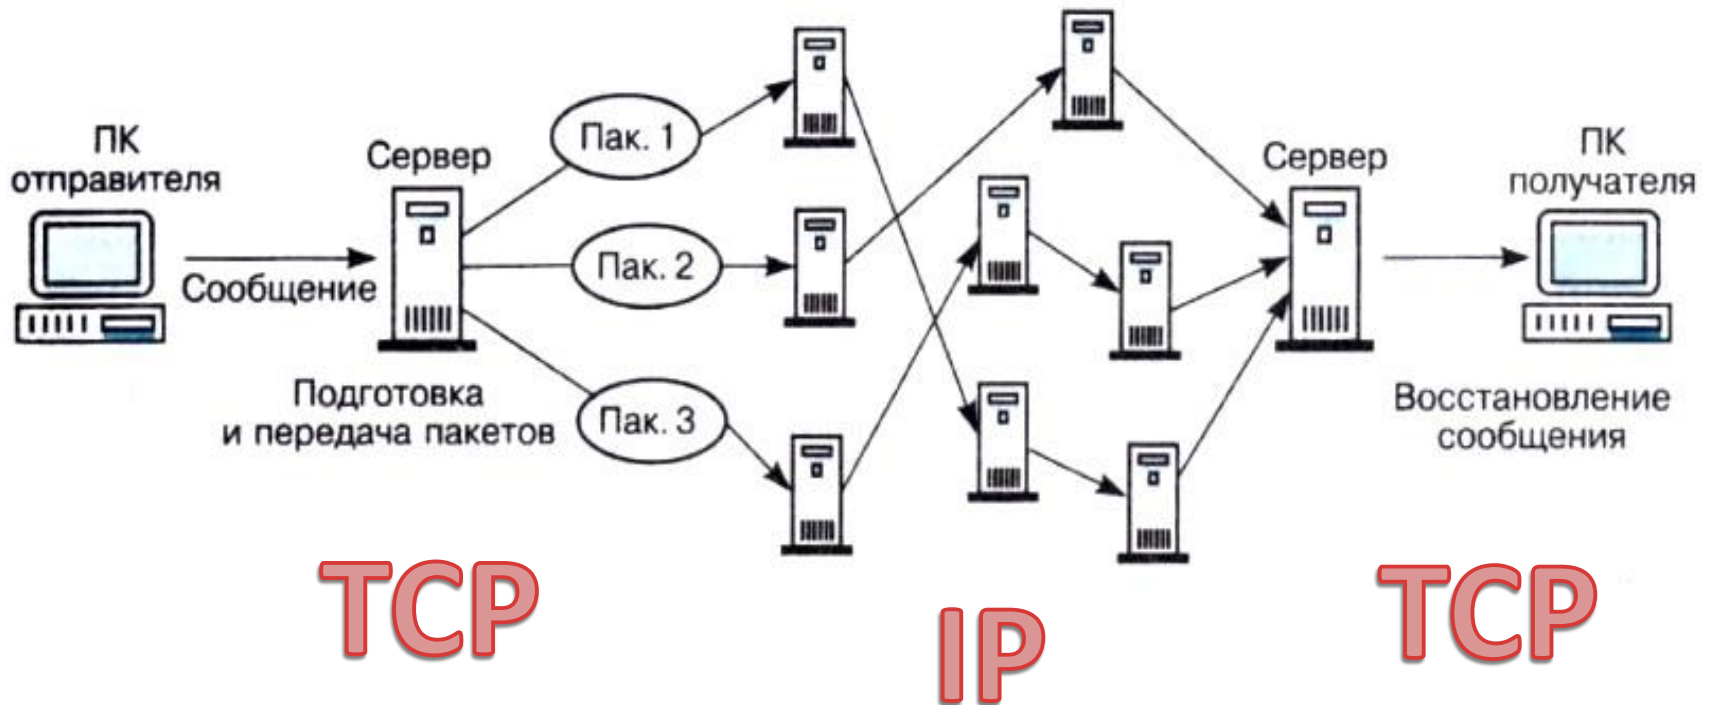 ПК
отправителя
Сообщение
Сервер
Подготовка
и передача пакетов
Пак. 1
Пак. 2
Пак. 3
Сервер
ПК
получателя
Восстановление
сообщения
TCP
IP
TCP